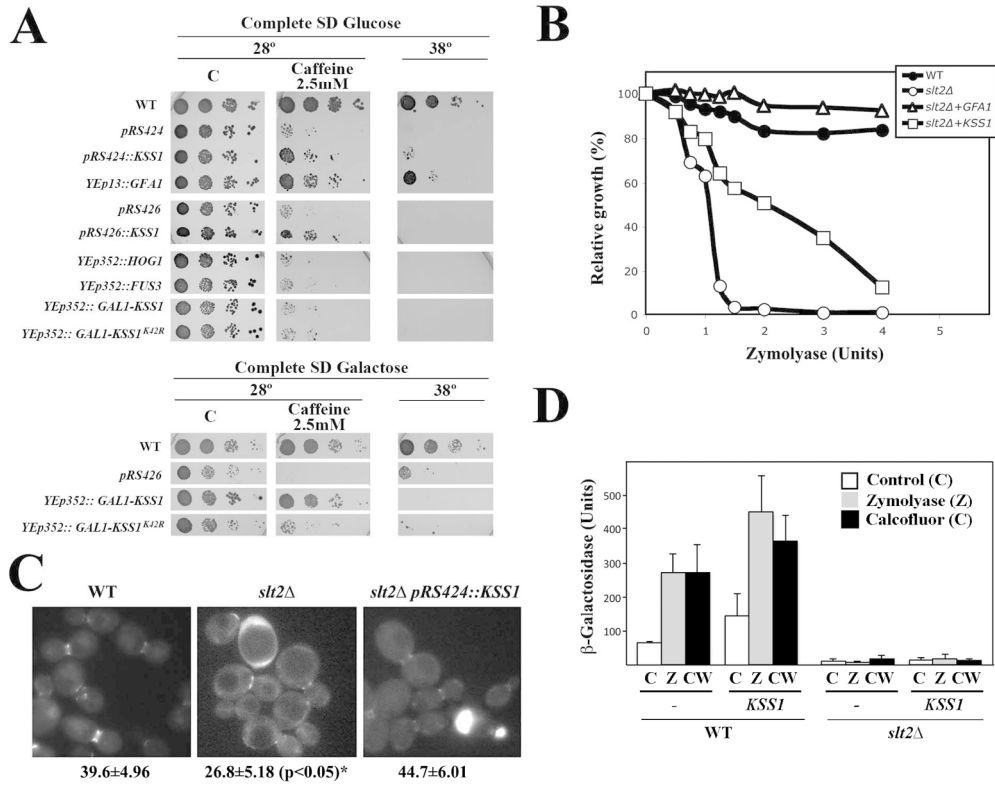 A
Complete SD Glucose
28º
38º
C
Caffeine
2.5mM
WT
pRS424
pRS424::KSS1
YEp13::GFA1
pRS426
pRS426::KSS1
YEp352::HOG1
YEp352::FUS3
YEp352:: GAL1-KSS1
YEp352:: GAL1-KSS1K42R
Complete SD Galactose
28º
38º
C
Caffeine
2.5mM
WT
pRS426
YEp352:: GAL1-KSS1
YEp352:: GAL1-KSS1K42R
B
WT
slt2Δ
slt2Δ+GFA1
slt2Δ+KSS1
Relative growth (%)
100
80
60
40
20
0
0 1 2 3 4 5
Zymolyase (Units)
C
WT
slt2Δ
slt2Δ pRS424::KSS1
39.6±4.96
26.8±5.18 (p<0.05)*
44.7±6.01
D
Control (C)
Zymolyase (Z)
Calcofluor (C)
β-Galactosidase (Units)
500
400
300
200
100
C Z CW C Z CW C Z CW C Z CW
- KSS1 - KSS1
WT slt2Δ